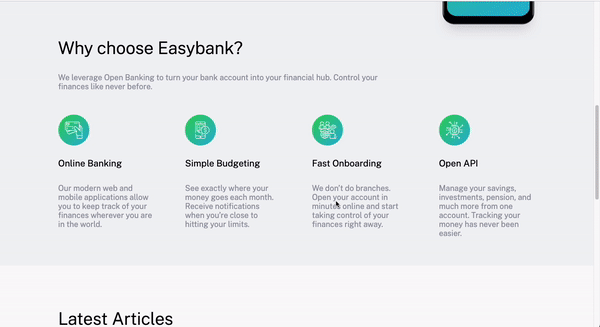 Why choose Easybank?
We leverage Open Banking to turn your bank account into your financial hub. Control your
finances like never before.
Online Banking
Our modern web and
mobile applications allow
you to keep track of your
finances wherever you are
in the world.
Simple Budgeting
See exactly where your
money goes each month.
Receive notifications
when you're close to
hitting your limits.
Fast Onboarding
We don't do branches.
Open your account in
minutes online and start
taking control of your
finances right away.
Open API
Manage your savings,
investments, pension, and
much more from one
account. Tracking your
money has never been
easier.
Latest Articles